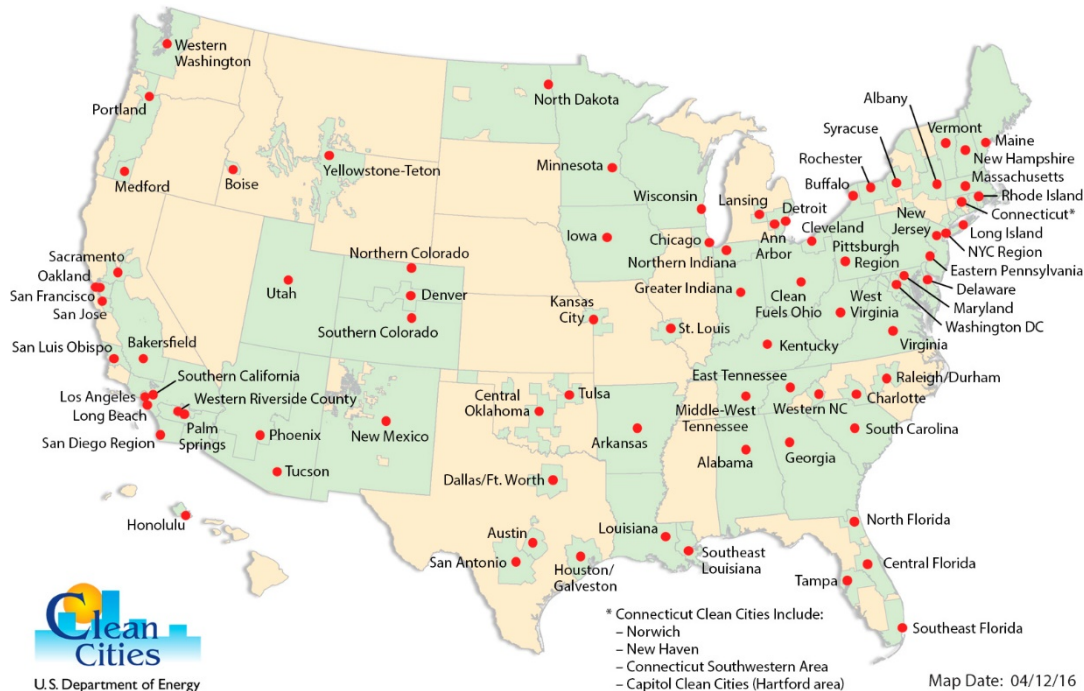 Western
Washington
Portland
Medford
Boise
Yellowstone-Teton
North Dakota
Minnesota
Wisconsin
Iowa
Chicago
Lansing
Detroit
Ann
Arbor
Northern Indiana
Greater Indiana
Cleveland
Clean
Fuels Ohio
Pittsburgh
Region
West
Virginia
Kentucky
Virginia
Albany
Syracuse
Rochester
Buffalo
Vermont
Maine
New Hampshire
Massachusetts
Rhode Island
Connecticut*
Long Island
New
Jersey
NYC Region
Eastern Pennsylvania
Delaware
Maryland
Washington DC
Sacramento
Oakland
San Francisco
San Jose
San Luis Obispo
Bakersfield
Southern California
Los Angeles
Western Riverside County
Long Beach
Palm
Springs
San Diego Region
Utah
Northern Colorado
Denver
Southern Colorado
Phoenix
Tucson
New Mexico
Kansas
City
St. Louis
Central
Oklahoma
Tulsa
Arkansas
East Tennessee
Middle-West
Tennessee
Western NC
Raleigh/Durham
Charlotte
South Carolina
Alabama
Georgia
Dallas/Ft. Worth
Austin
San Antonio
Houston/
Galveston
Louisiana
Southeast
Louisiana
North Florida
Central Florida
Tampa
Southeast Florida
Honolulu
Clean
Cities
U.S. Department of Energy
* Connecticut Clean Cities Include:
– Norwich
– New Haven
– Connecticut Southwestern Area
– Capitol Clean Cities (Hartford area)
Map Date: 04/12/16